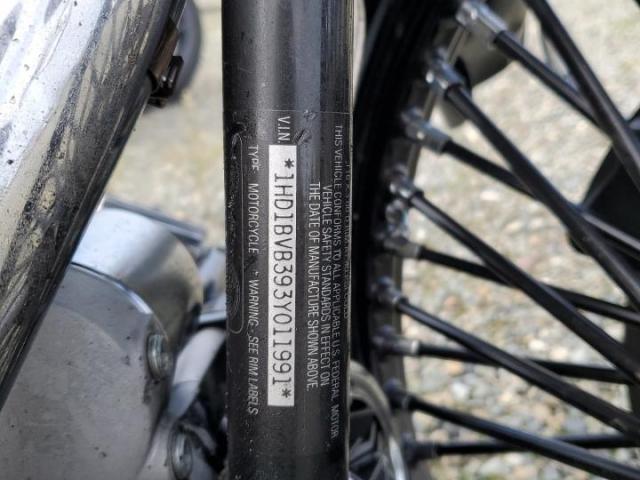 THIS VEHICLE CONFORMS TO ALL APPLICABLE U.S. FEDERAL MOTOR
VEHICLE SAFETY STANDARDS IN EFFECT ON
THE DATE OF MANUFACTURE SHOWN ABOVE
V.I.N. *1HD1BVB393Y011991*
TYPE MOTORCYCLE * WARNING - SEE RIM LABELS